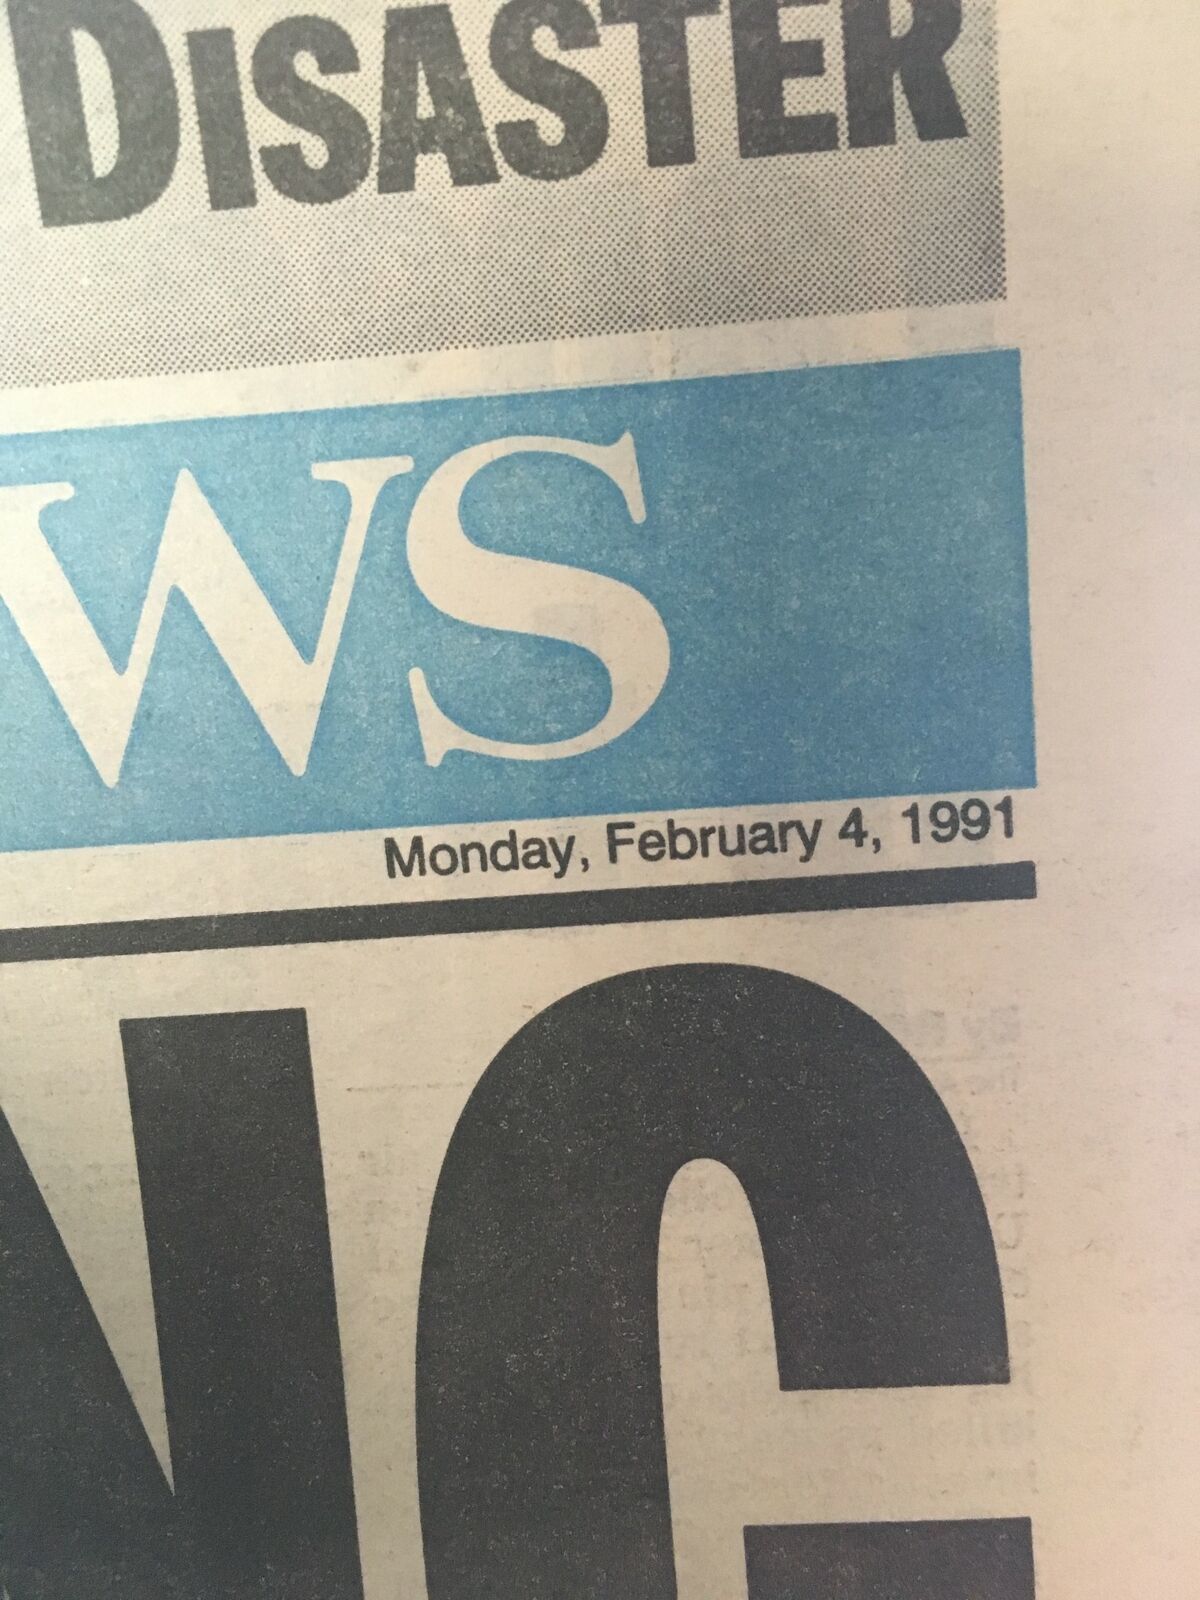 DISASTER
WS
Monday, February 4, 1991
NG